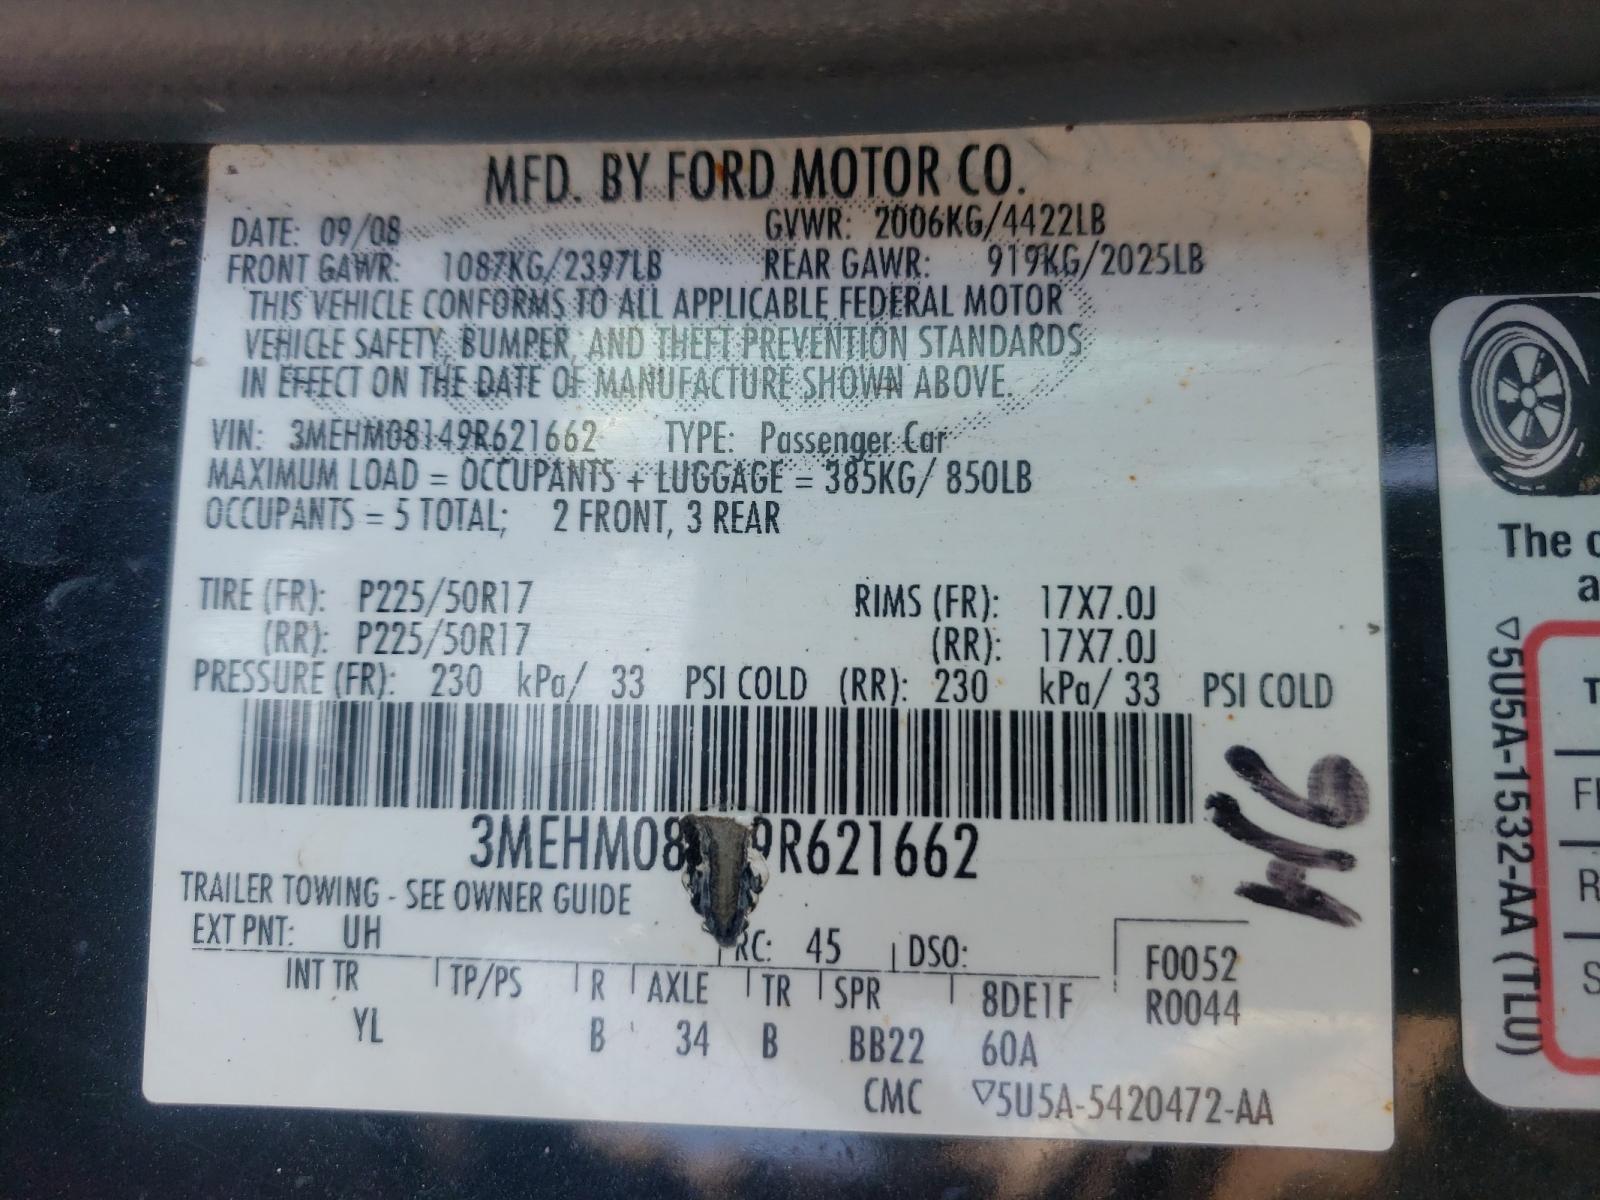 MFD. BY FORD MOTOR CO.
DATE: 09/08 GVWR: 2006KG/4422LB
FRONT GAWR: 1087KG/2397LB REAR GAWR: 919KG/2025LB
THIS VEHICLE CONFORMS TO ALL APPLICABLE FEDERAL MOTOR
VEHICLE SAFETY, BUMPER, AND THEFT PREVENTION STANDARDS
IN EFFECT ON THE DATE OF MANUFACTURE SHOWN ABOVE.
VIN: 3MEHM08149R621662 TYPE: Passenger Car
MAXIMUM LOAD = OCCUPANTS + LUGGAGE = 385KG/ 850LB
OCCUPANTS = 5 TOTAL; 2 FRONT, 3 REAR
TIRE (FR): P225/50R17 RIMS (FR): 17X7.0J
(RR): P225/50R17 (RR): 17X7.0J
PRESSURE (FR): 230 kPa/ 33 PSI COLD (RR): 230 kPa/ 33 PSI COLD
3MEHM08 9R621662
TRAILER TOWING - SEE OWNER GUIDE
EXT PNT: UH RC: 45 DSO: F0052
INT TR TP/PS R AXLE TR SPR 8DE1F R0044
YL B 34 B BB22 60A
CMC ▽5U5A-5420472-AA
The
▽5U5A-1532-AA (TLU)